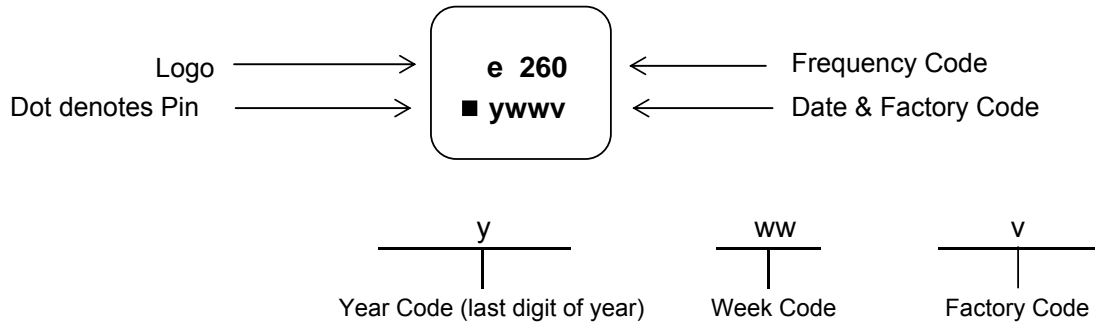 Logo e 260 Frequency Code
Dot denotes Pin ■ ywwv Date & Factory Code
y ww v
Year Code (last digit of year) Week Code Factory Code